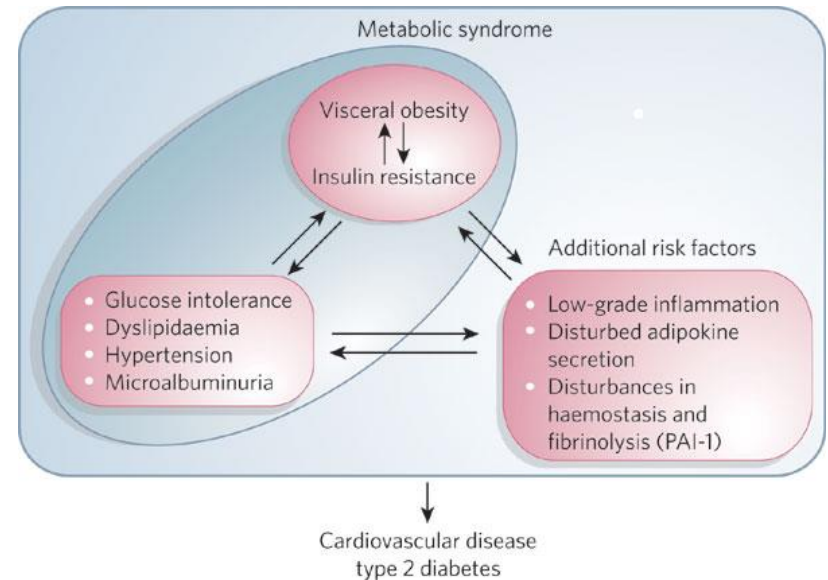 Metabolic syndrome
Visceral obesity
Insulin resistance
Additional risk factors
• Glucose intolerance
• Dyslipidaemia
• Hypertension
• Microalbuminuria
• Low-grade inflammation
• Disturbed adipokine
secretion
• Disturbances in
haemostasis and
fibrinolysis (PAI-1)
Cardiovascular disease
type 2 diabetes